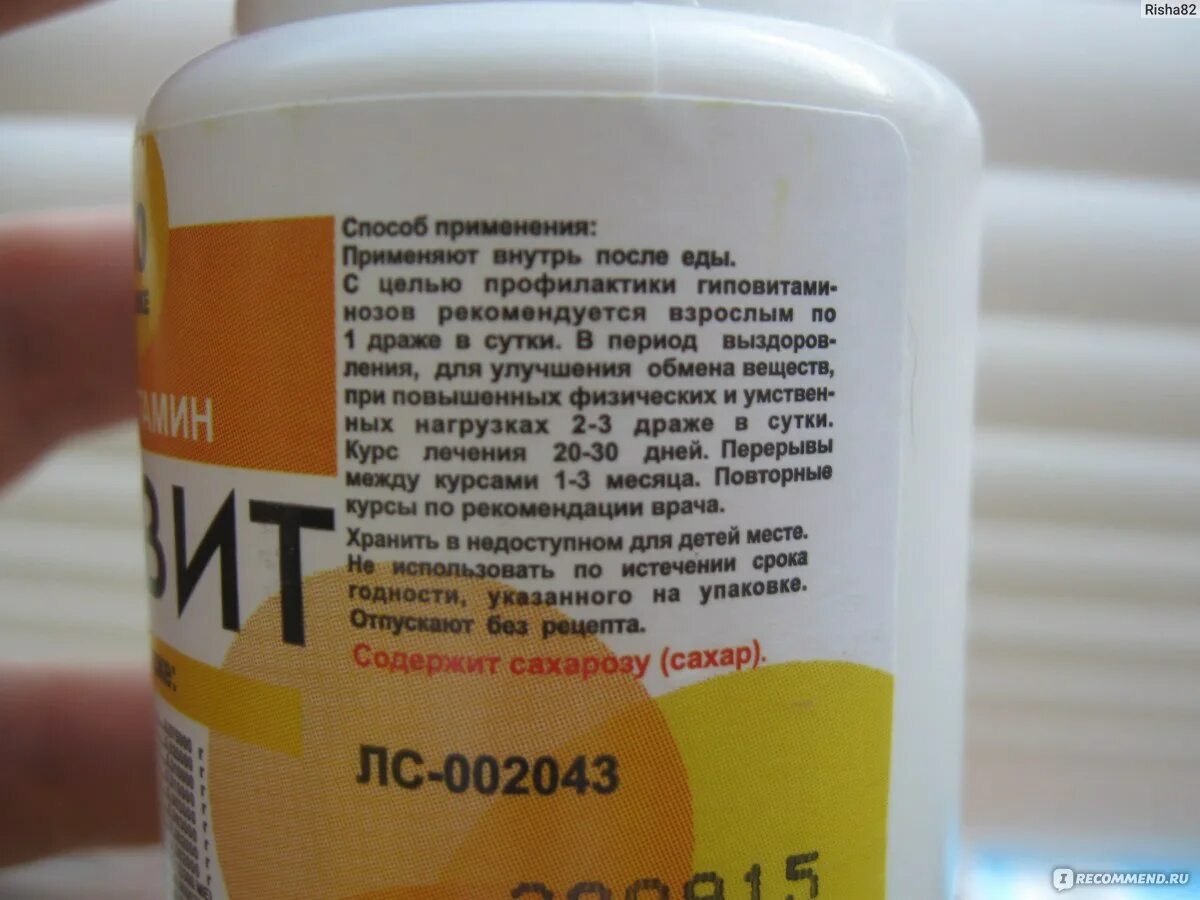 Risha82
Способ применения:
Применяют внутрь после еды.
С целью профилактики гиповитами-
нозов рекомендуется взрослым по
1 драже в сутки. В период выздоров-
ления, для улучшения обмена веществ,
при повышенных физических и умствен-
ных нагрузках 2-3 драже в сутки.
Курс лечения 20-30 дней. Перерывы
между курсами 1-3 месяца. Повторные
курсы по рекомендации врача.
Хранить в недоступном для детей месте.
Не использовать по истечении срока
годности, указанного на упаковке.
Отпускают без рецепта.
Содержит сахарозу (сахар).
ЛС-002043
ТАМИН
ВИТ
IRECOMMEND.RU